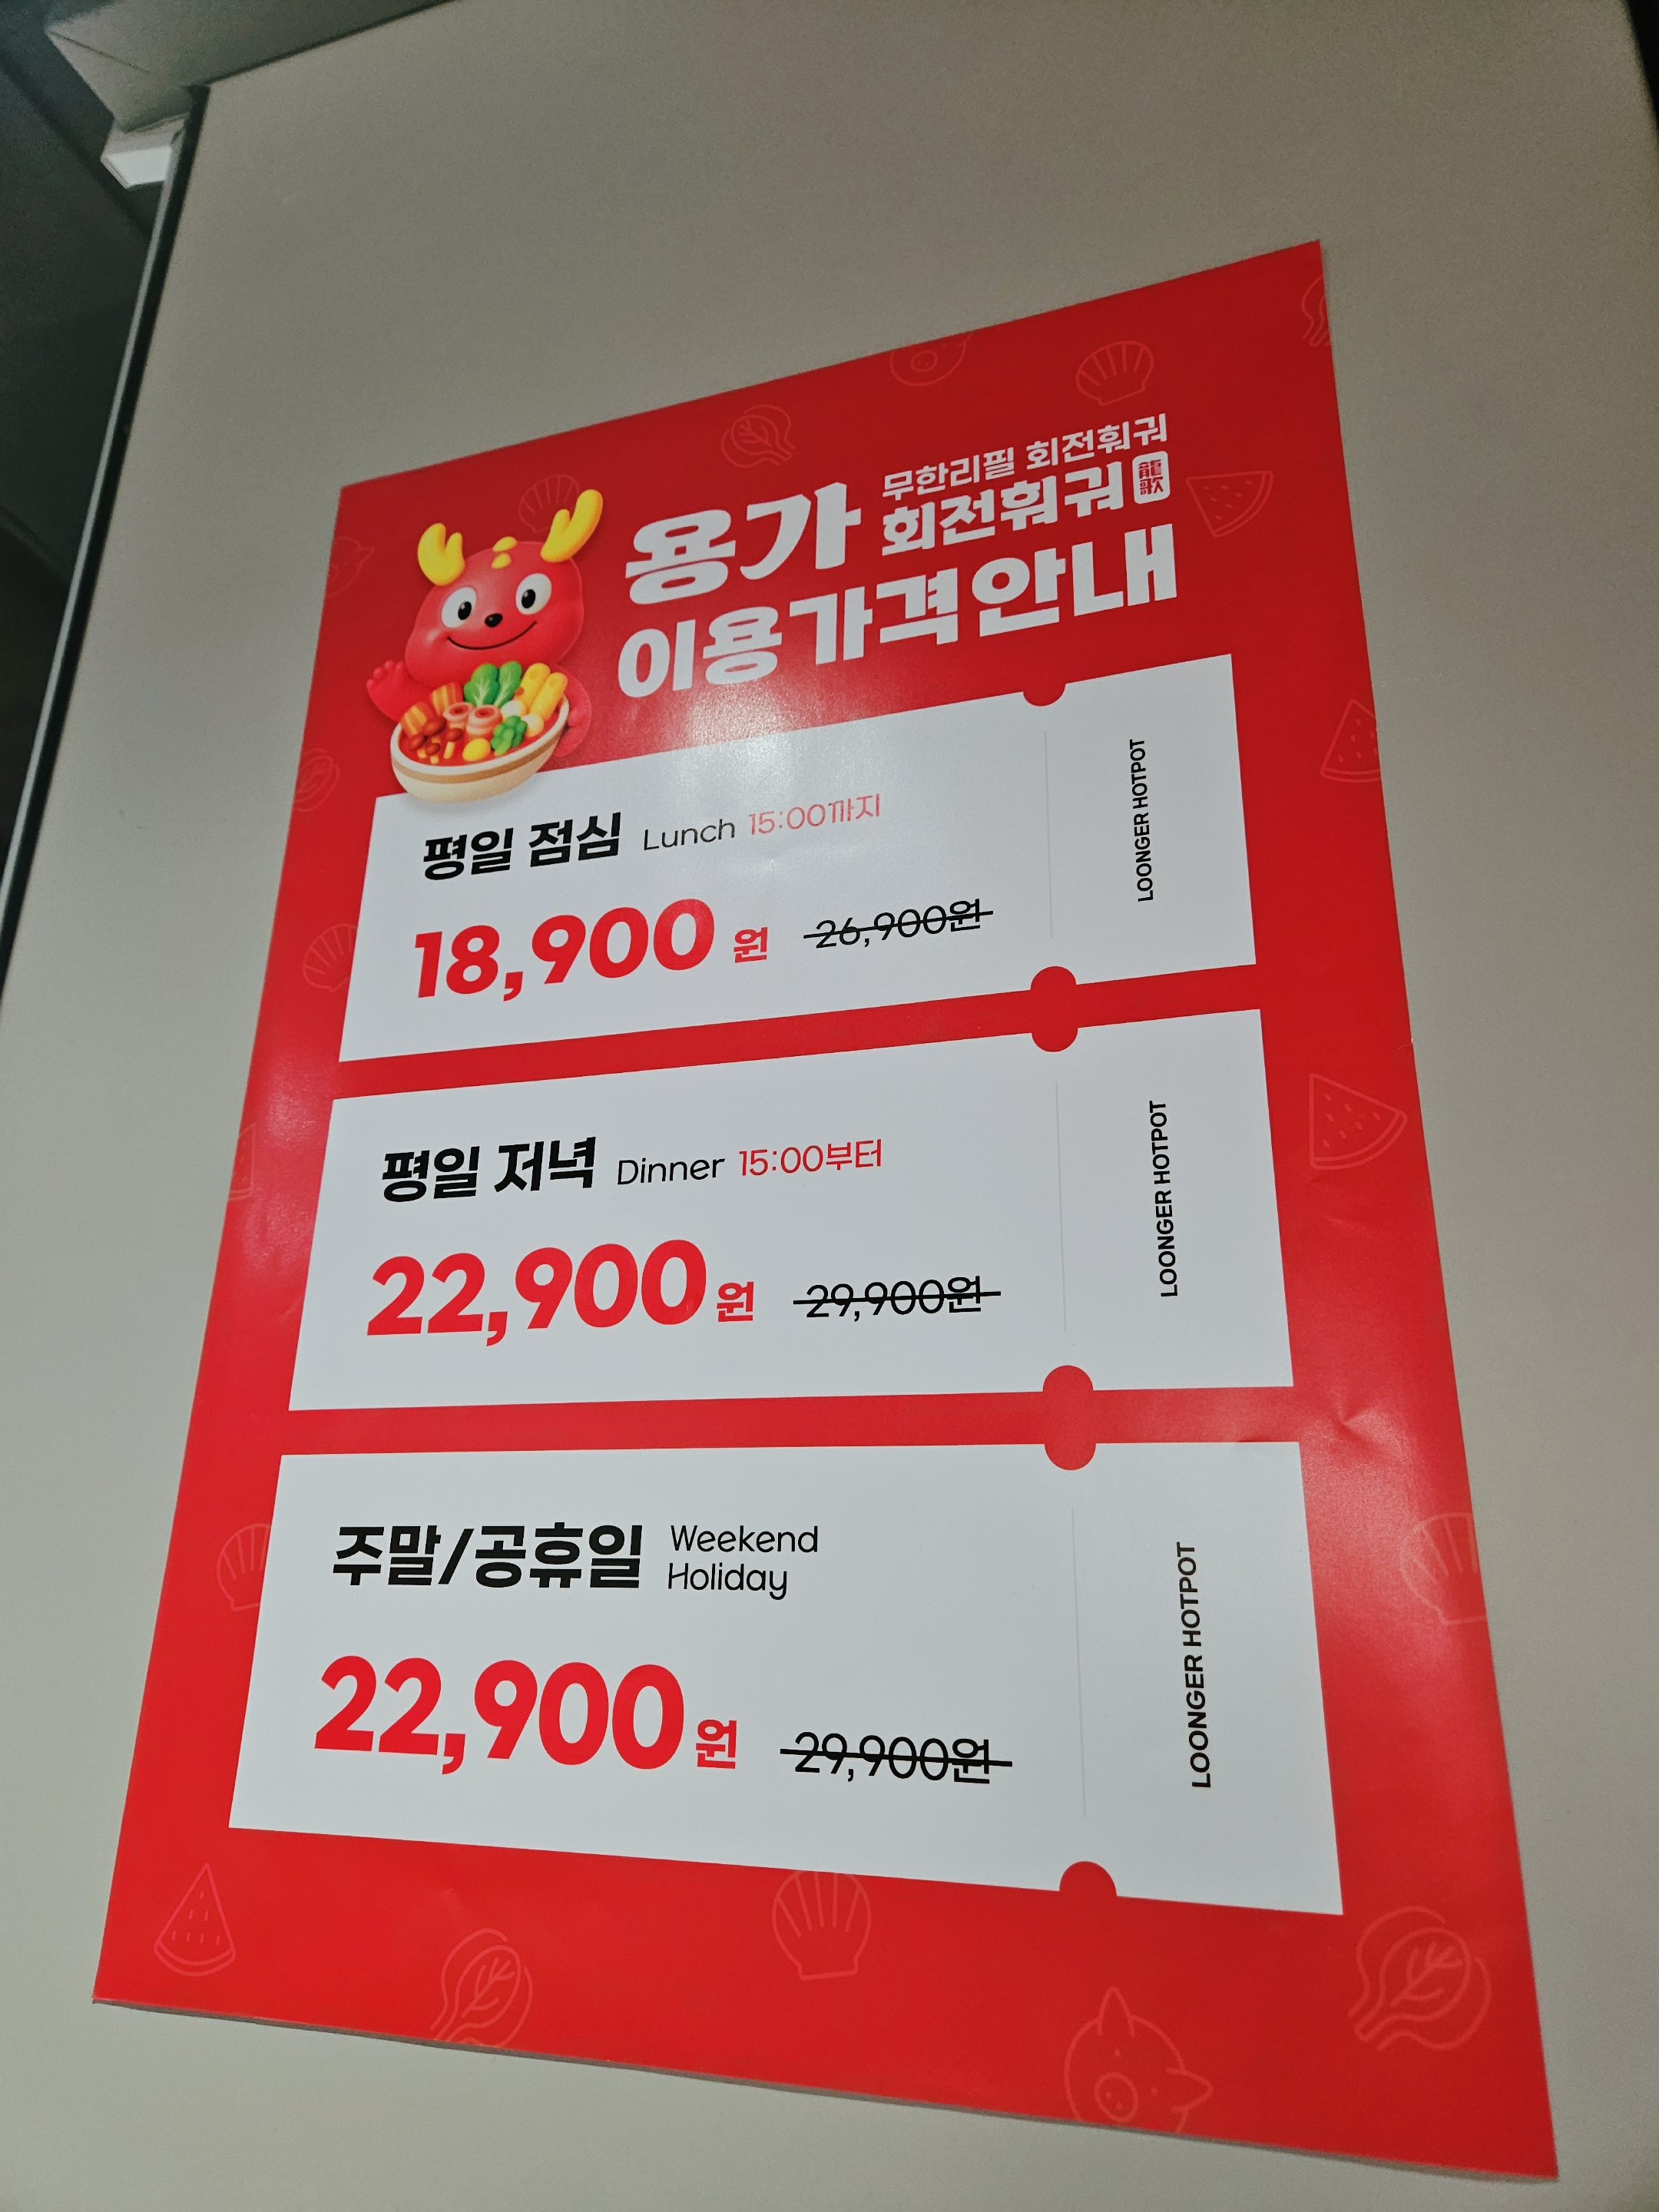 무한리필 회전훠궈
용가 회전훠궈 龍歌
이용가격안내
평일 점심 Lunch 15:00까지
18,900원 26,900원
LOONGER HOTPOT
평일 저녁 Dinner 15:00부터
22,900원 29,900원
LOONGER HOTPOT
주말/공휴일 Weekend
Holiday
22,900원 29,900원
LOONGER HOTPOT